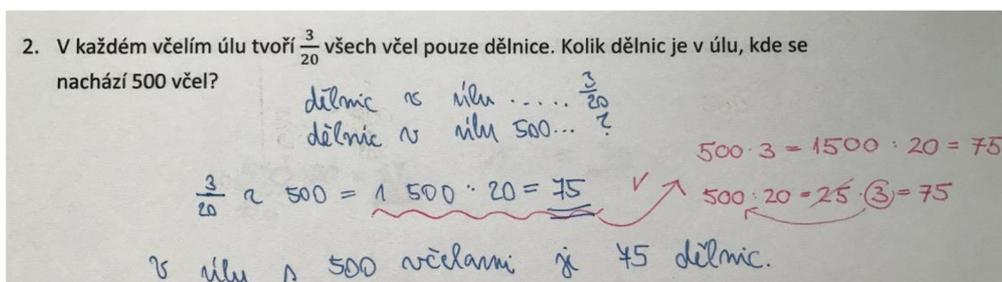 2. V každém včelím úlu tvoří 3/20 všech včel pouze dělnice. Kolik dělnic je v úlu, kde se
nachází 500 včel?
dělnic v úlu ..... 3/20
dělnic v úlu 500... ?
500 · 3 = 1500 : 20 = 75
3/20 z 500 = 1 500 : 20 = 75 ✓
500 : 20 = 25 · 3 = 75
V úlu s 500 včelami je 75 dělnic.